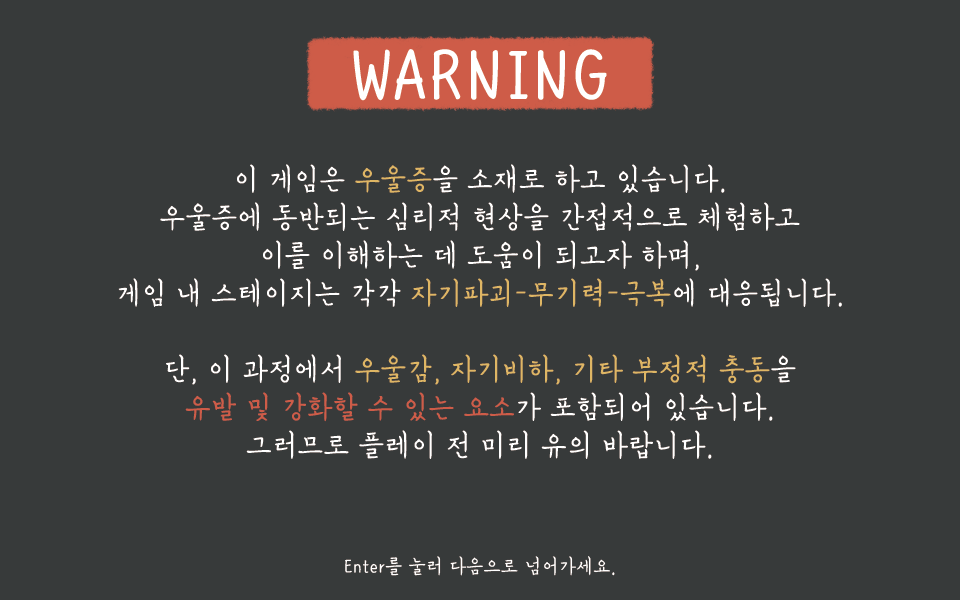 WARNING
이 게임은 우울증을 소재로 하고 있습니다.
우울증에 동반되는 심리적 현상을 간접적으로 체험하고
이를 이해하는 데 도움이 되고자 하며,
게임 내 스테이지는 각각 자기파괴-무기력-극복에 대응됩니다.
단, 이 과정에서 우울감, 자기비하, 기타 부정적 충동을
유발 및 강화할 수 있는 요소가 포함되어 있습니다.
그러므로 플레이 전 미리 유의 바랍니다.
Enter를 눌러 다음으로 넘어가세요.